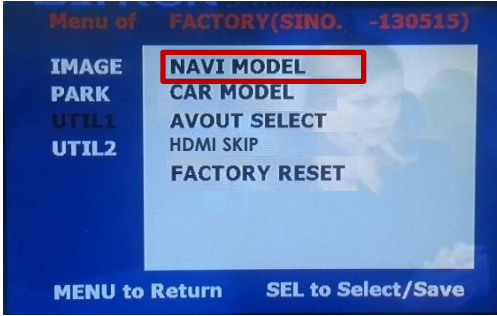 Menu of FACTORY(SINO. -130515)
IMAGE NAVI MODEL
PARK CAR MODEL
UTIL1 AVOUT SELECT
UTIL2 HDMI SKIP
FACTORY RESET
MENU to Return SEL to Select/Save